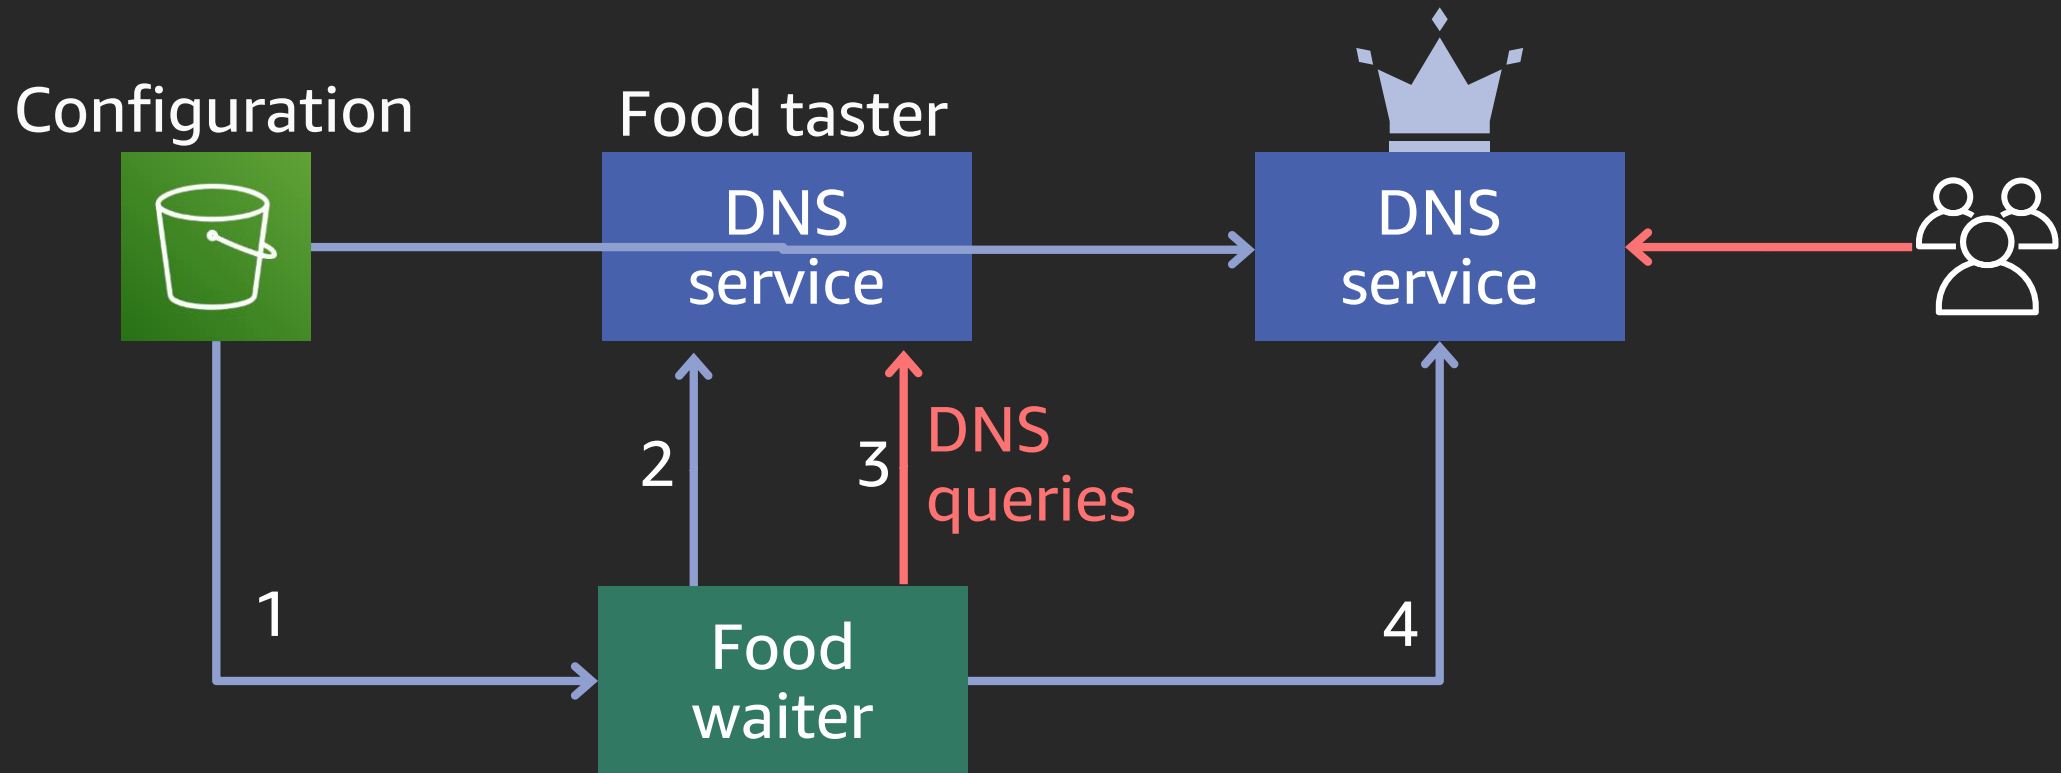 Configuration
Food taster
DNS
service
DNS
service
2
3
DNS
queries
1
4
Food
waiter